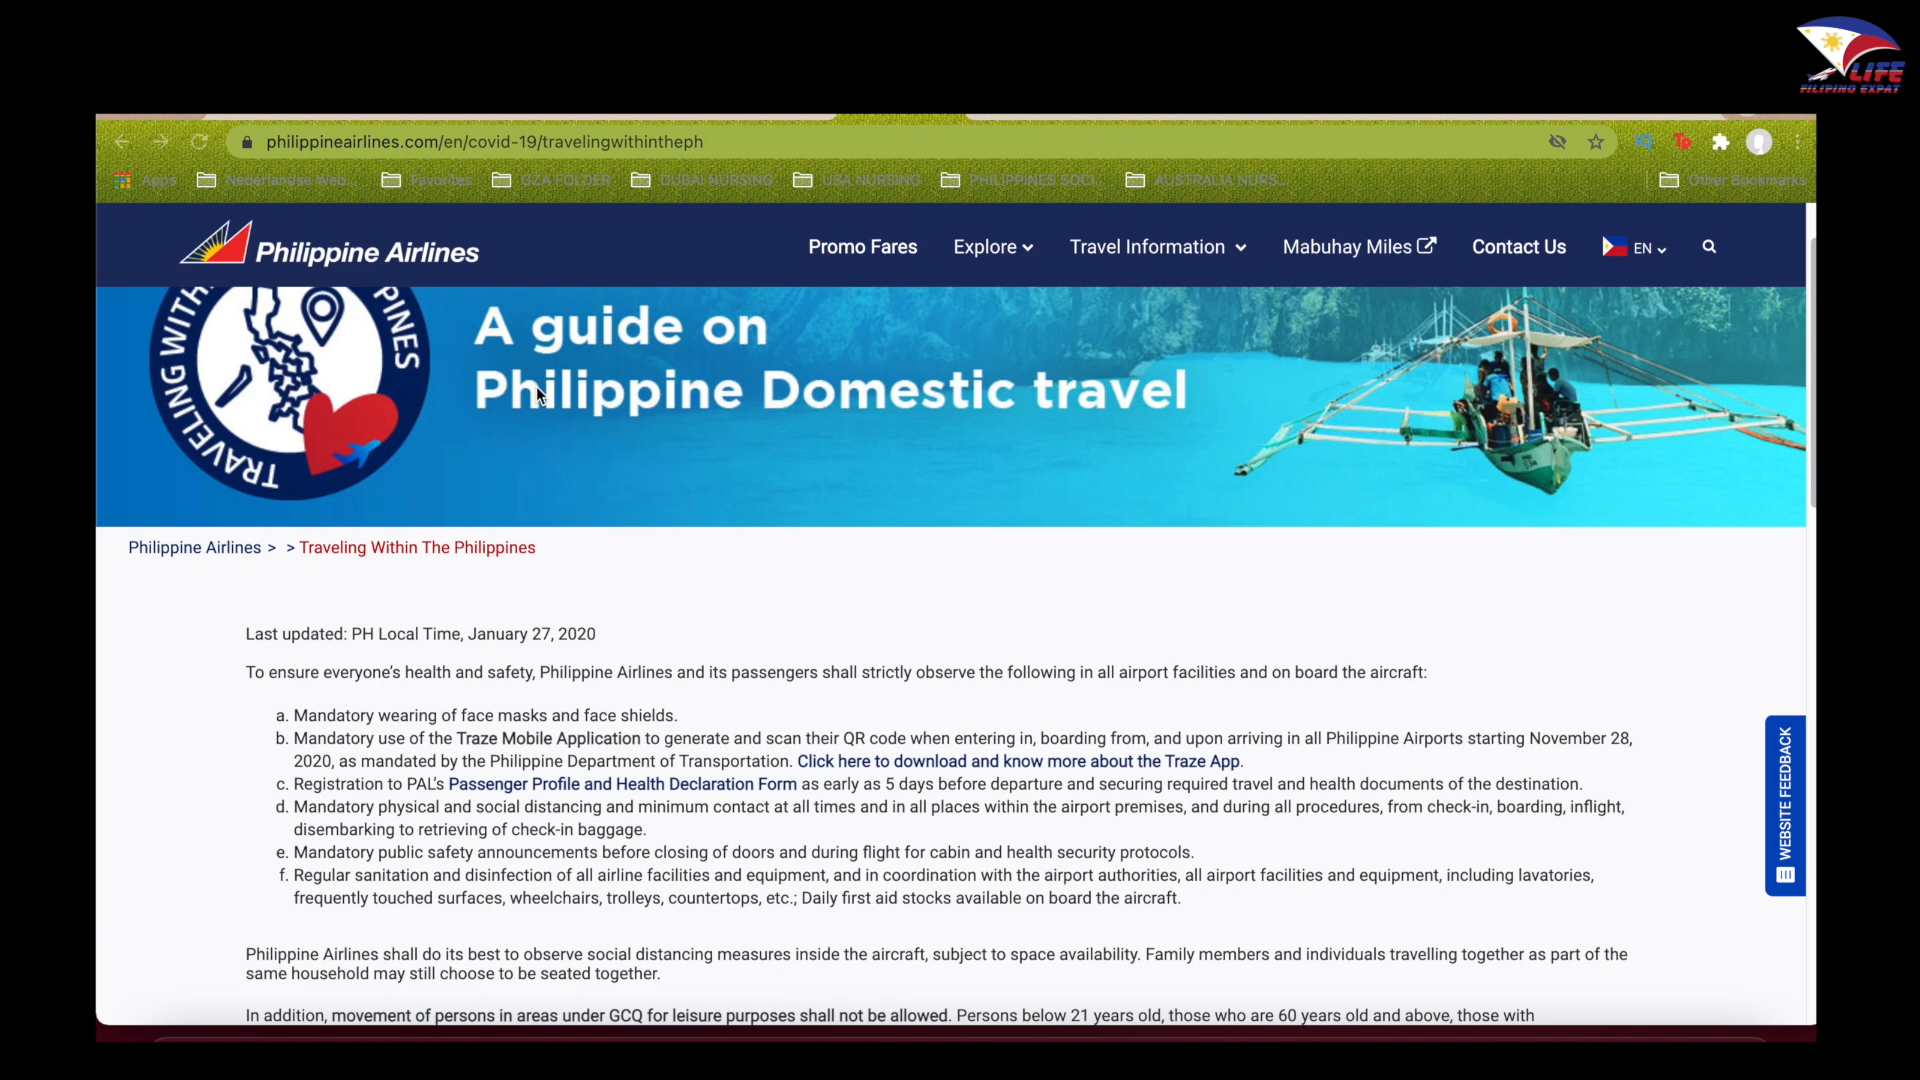 LIFE
FILIPINO EXPAT
philippineairlines.com/en/covid-19/travelingwithintheph
Apps Nederlandse Web... Favorites GZA FOLDER DUBAI NURSING USA NURSING PHILIPPINES SOCI... AUSTRALIA NURS... Other Bookmarks
Philippine Airlines Promo Fares Explore Travel Information Mabuhay Miles Contact Us EN
A guide on
Philippine Domestic travel
Philippine Airlines > > Traveling Within The Philippines
Last updated: PH Local Time, January 27, 2020
To ensure everyone's health and safety, Philippine Airlines and its passengers shall strictly observe the following in all airport facilities and on board the aircraft:
a. Mandatory wearing of face masks and face shields.
b. Mandatory use of the Traze Mobile Application to generate and scan their QR code when entering in, boarding from, and upon arriving in all Philippine Airports starting November 28,
2020, as mandated by the Philippine Department of Transportation. Click here to download and know more about the Traze App.
c. Registration to PAL's Passenger Profile and Health Declaration Form as early as 5 days before departure and securing required travel and health documents of the destination.
d. Mandatory physical and social distancing and minimum contact at all times and in all places within the airport premises, and during all procedures, from check-in, boarding, inflight,
disembarking to retrieving of check-in baggage.
e. Mandatory public safety announcements before closing of doors and during flight for cabin and health security protocols.
f. Regular sanitation and disinfection of all airline facilities and equipment, and in coordination with the airport authorities, all airport facilities and equipment, including lavatories,
frequently touched surfaces, wheelchairs, trolleys, countertops, etc.; Daily first aid stocks available on board the aircraft.
WEBSITE FEEDBACK
Philippine Airlines shall do its best to observe social distancing measures inside the aircraft, subject to space availability. Family members and individuals travelling together as part of the
same household may still choose to be seated together.
In addition, movement of persons in areas under GCQ for leisure purposes shall not be allowed. Persons below 21 years old, those who are 60 years old and above, those with